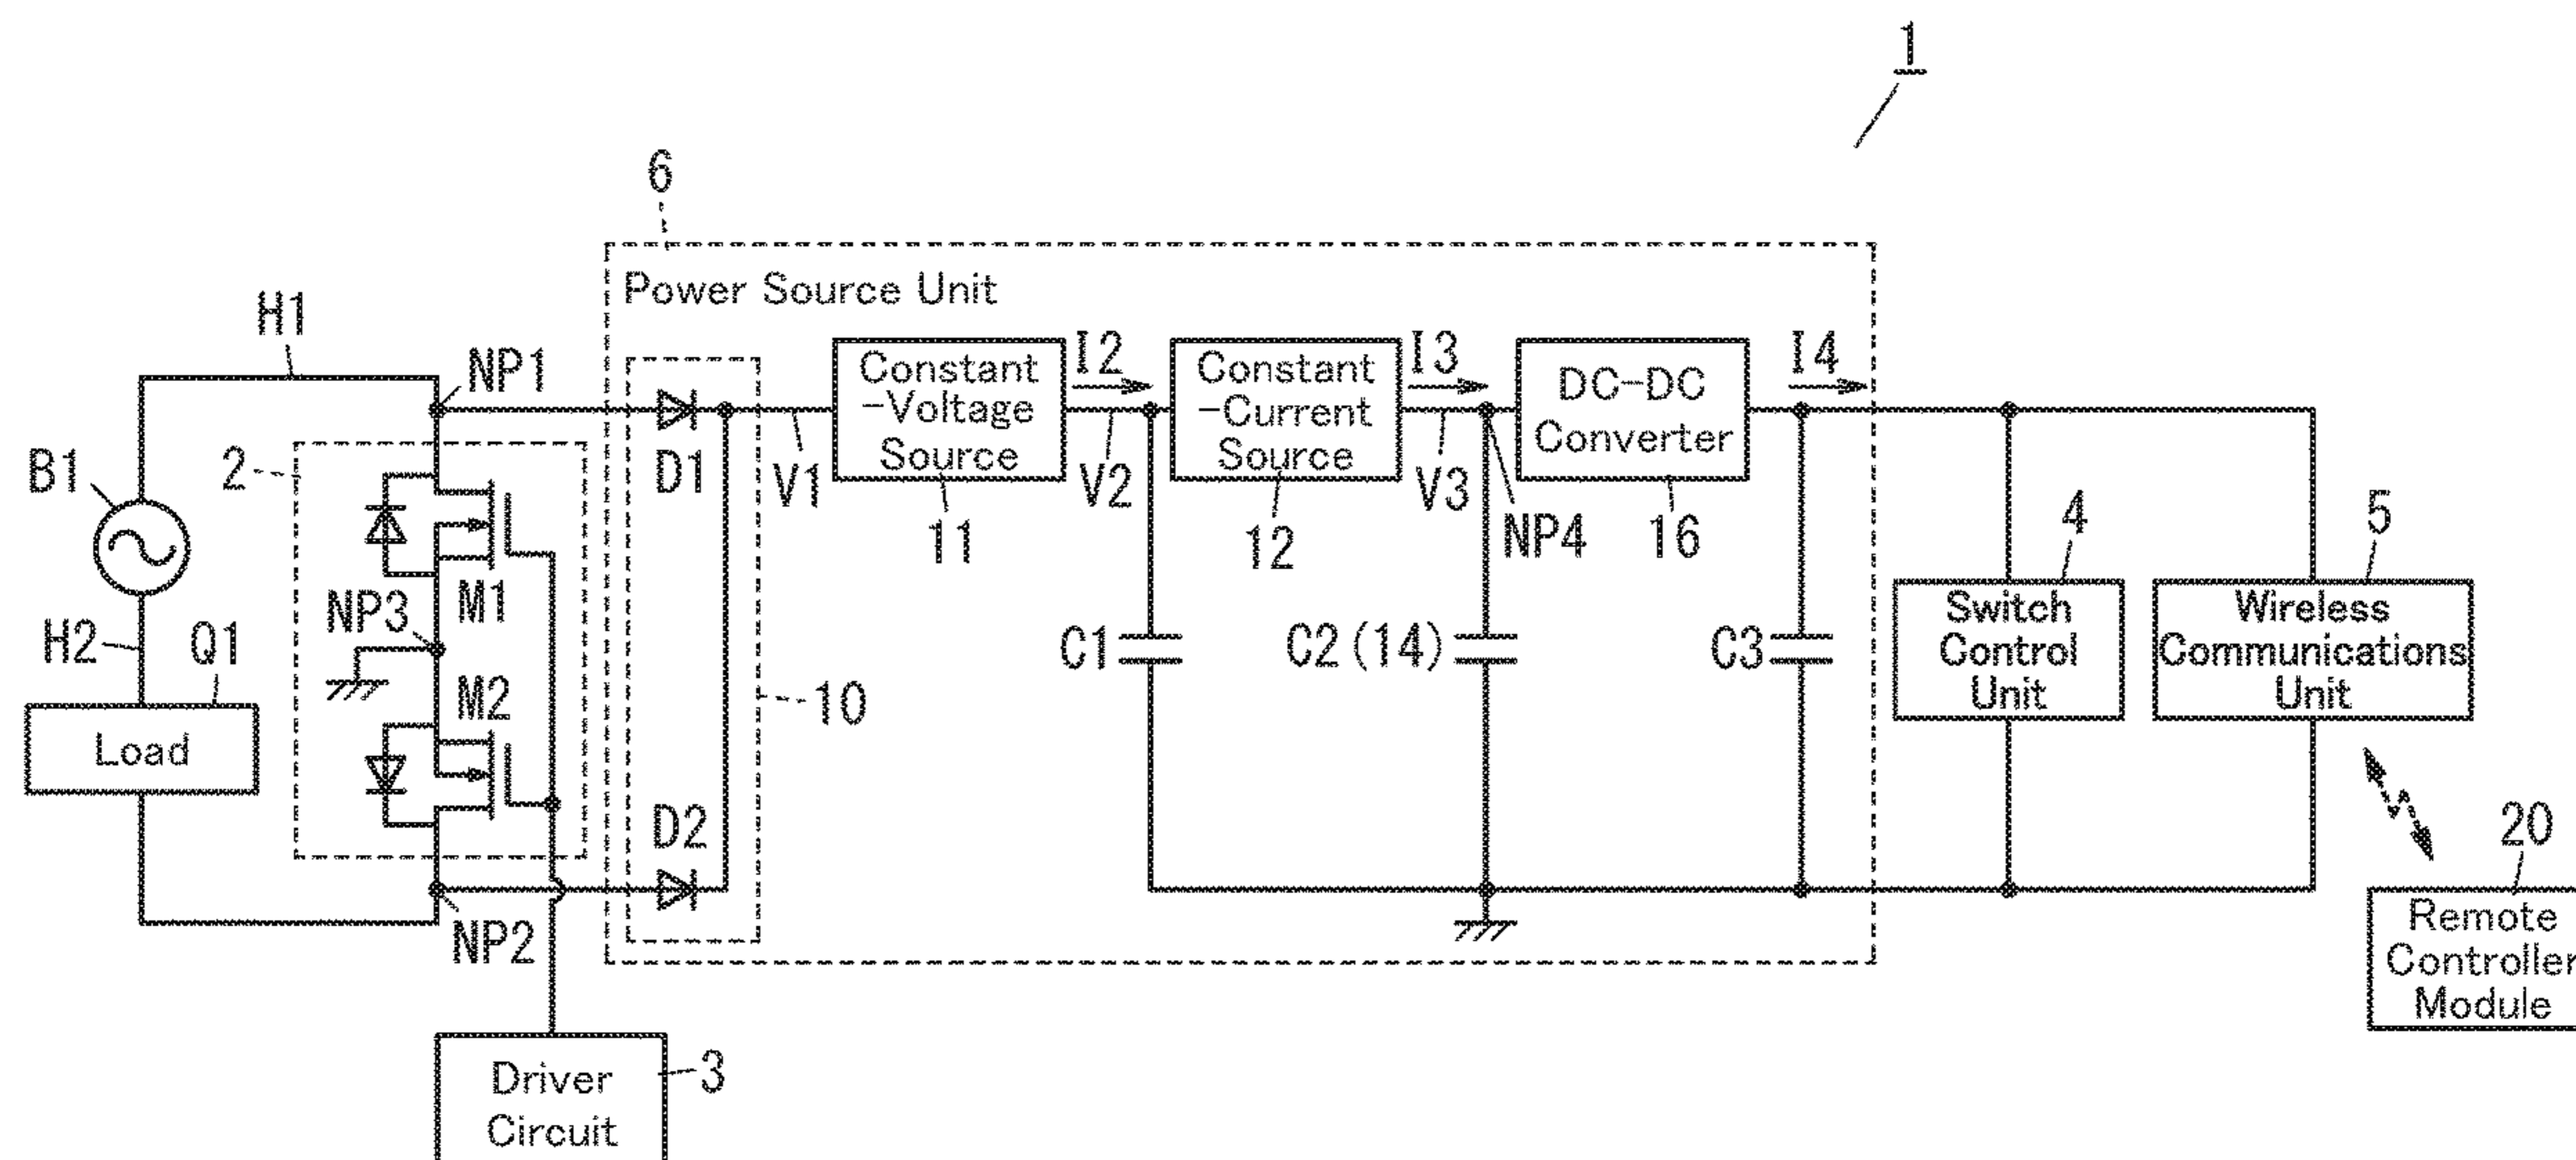 1
6
Power Source Unit
H1
NP1
I2
I3
I4
Constant
-Voltage
Source
Constant
-Current
Source
DC-DC
Converter
B1
2
D1
V1
V2
V3
11
12
NP4
16
4
5
M1
NP3
H2
Q1
C1
C2(14)
C3
Switch
Control
Unit
Wireless
Communications
Unit
M2
10
Load
D2
20
NP2
Remote
Controller
Module
3
Driver
Circuit